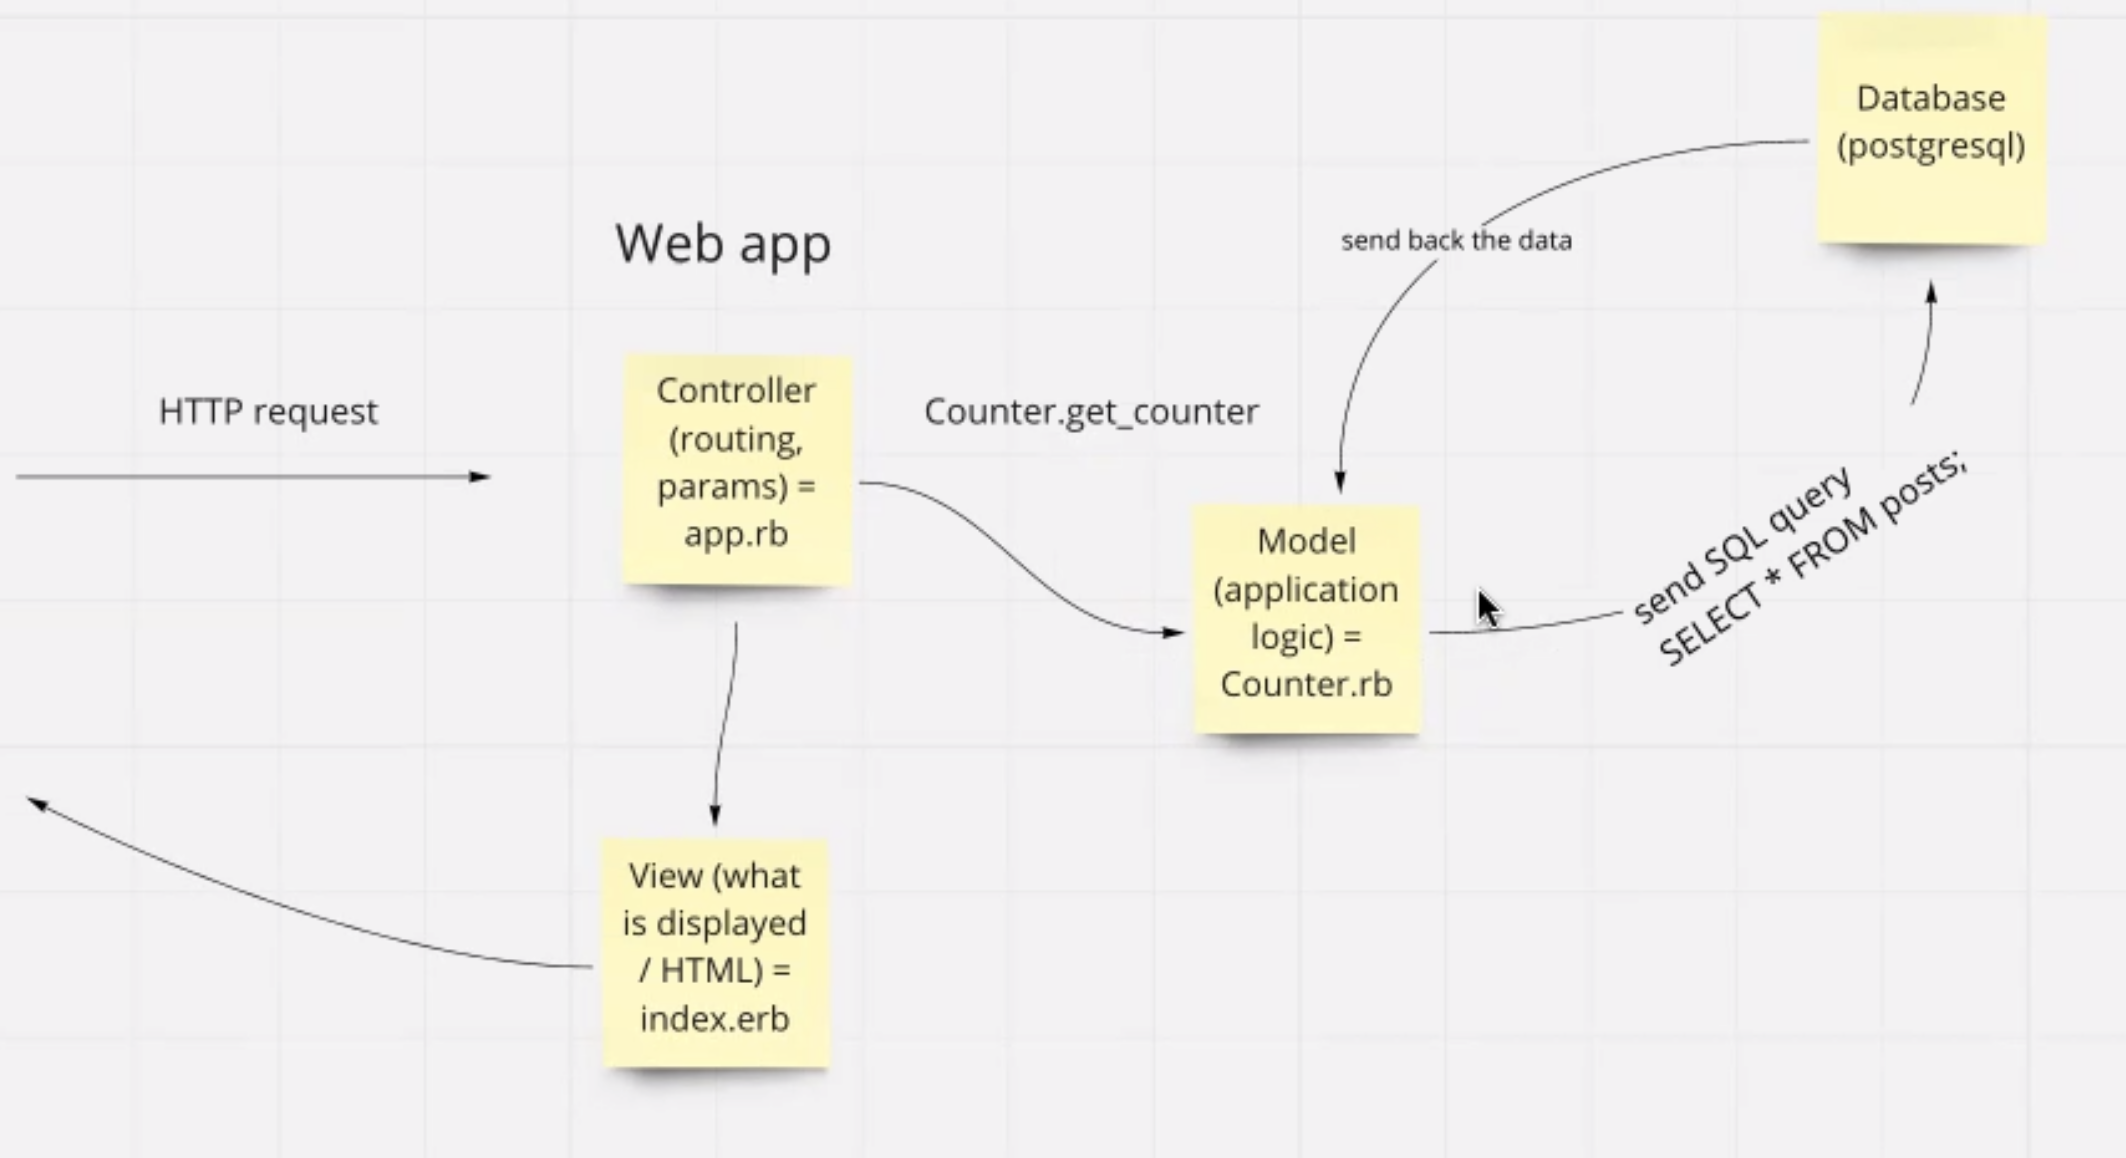 Database
(postgresql)
send back the data
Web app
HTTP request
Controller
(routing,
params) =
app.rb
Counter.get_counter
Model
(application
logic) =
Counter.rb
send SQL query
SELECT * FROM posts;
View (what
is displayed
/ HTML) =
index.erb